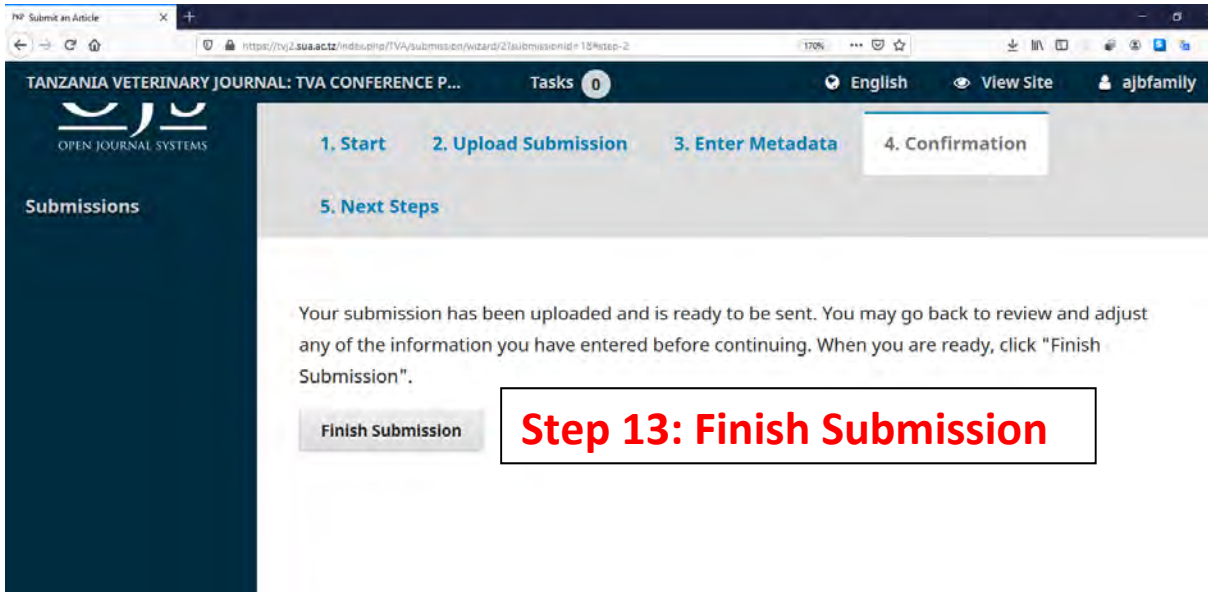 Submit an Article
https://tvj2.sua.ac.tz/index.php/TVA/submission/wizard/2?submissionId=18#step-2
170%
TANZANIA VETERINARY JOURNAL: TVA CONFERENCE P...
Tasks 0
English
View Site
ajbfamily
OPEN JOURNAL SYSTEMS
1. Start
2. Upload Submission
3. Enter Metadata
4. Confirmation
Submissions
5. Next Steps
Your submission has been uploaded and is ready to be sent. You may go back to review and adjust
any of the information you have entered before continuing. When you are ready, click "Finish
Submission".
Finish Submission
Step 13: Finish Submission